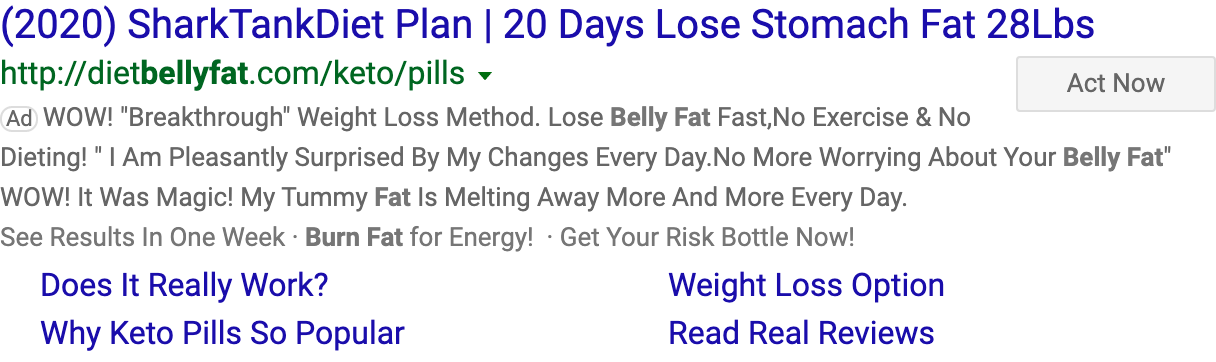 (2020) SharkTankDiet Plan | 20 Days Lose Stomach Fat 28Lbs
http://dietbellyfat.com/keto/pills
Act Now
Ad WOW! "Breakthrough" Weight Loss Method. Lose Belly Fat Fast,No Exercise & No
Dieting! " I Am Pleasantly Surprised By My Changes Every Day.No More Worrying About Your Belly Fat"
WOW! It Was Magic! My Tummy Fat Is Melting Away More And More Every Day.
See Results In One Week · Burn Fat for Energy! · Get Your Risk Bottle Now!
Does It Really Work?
Weight Loss Option
Why Keto Pills So Popular
Read Real Reviews